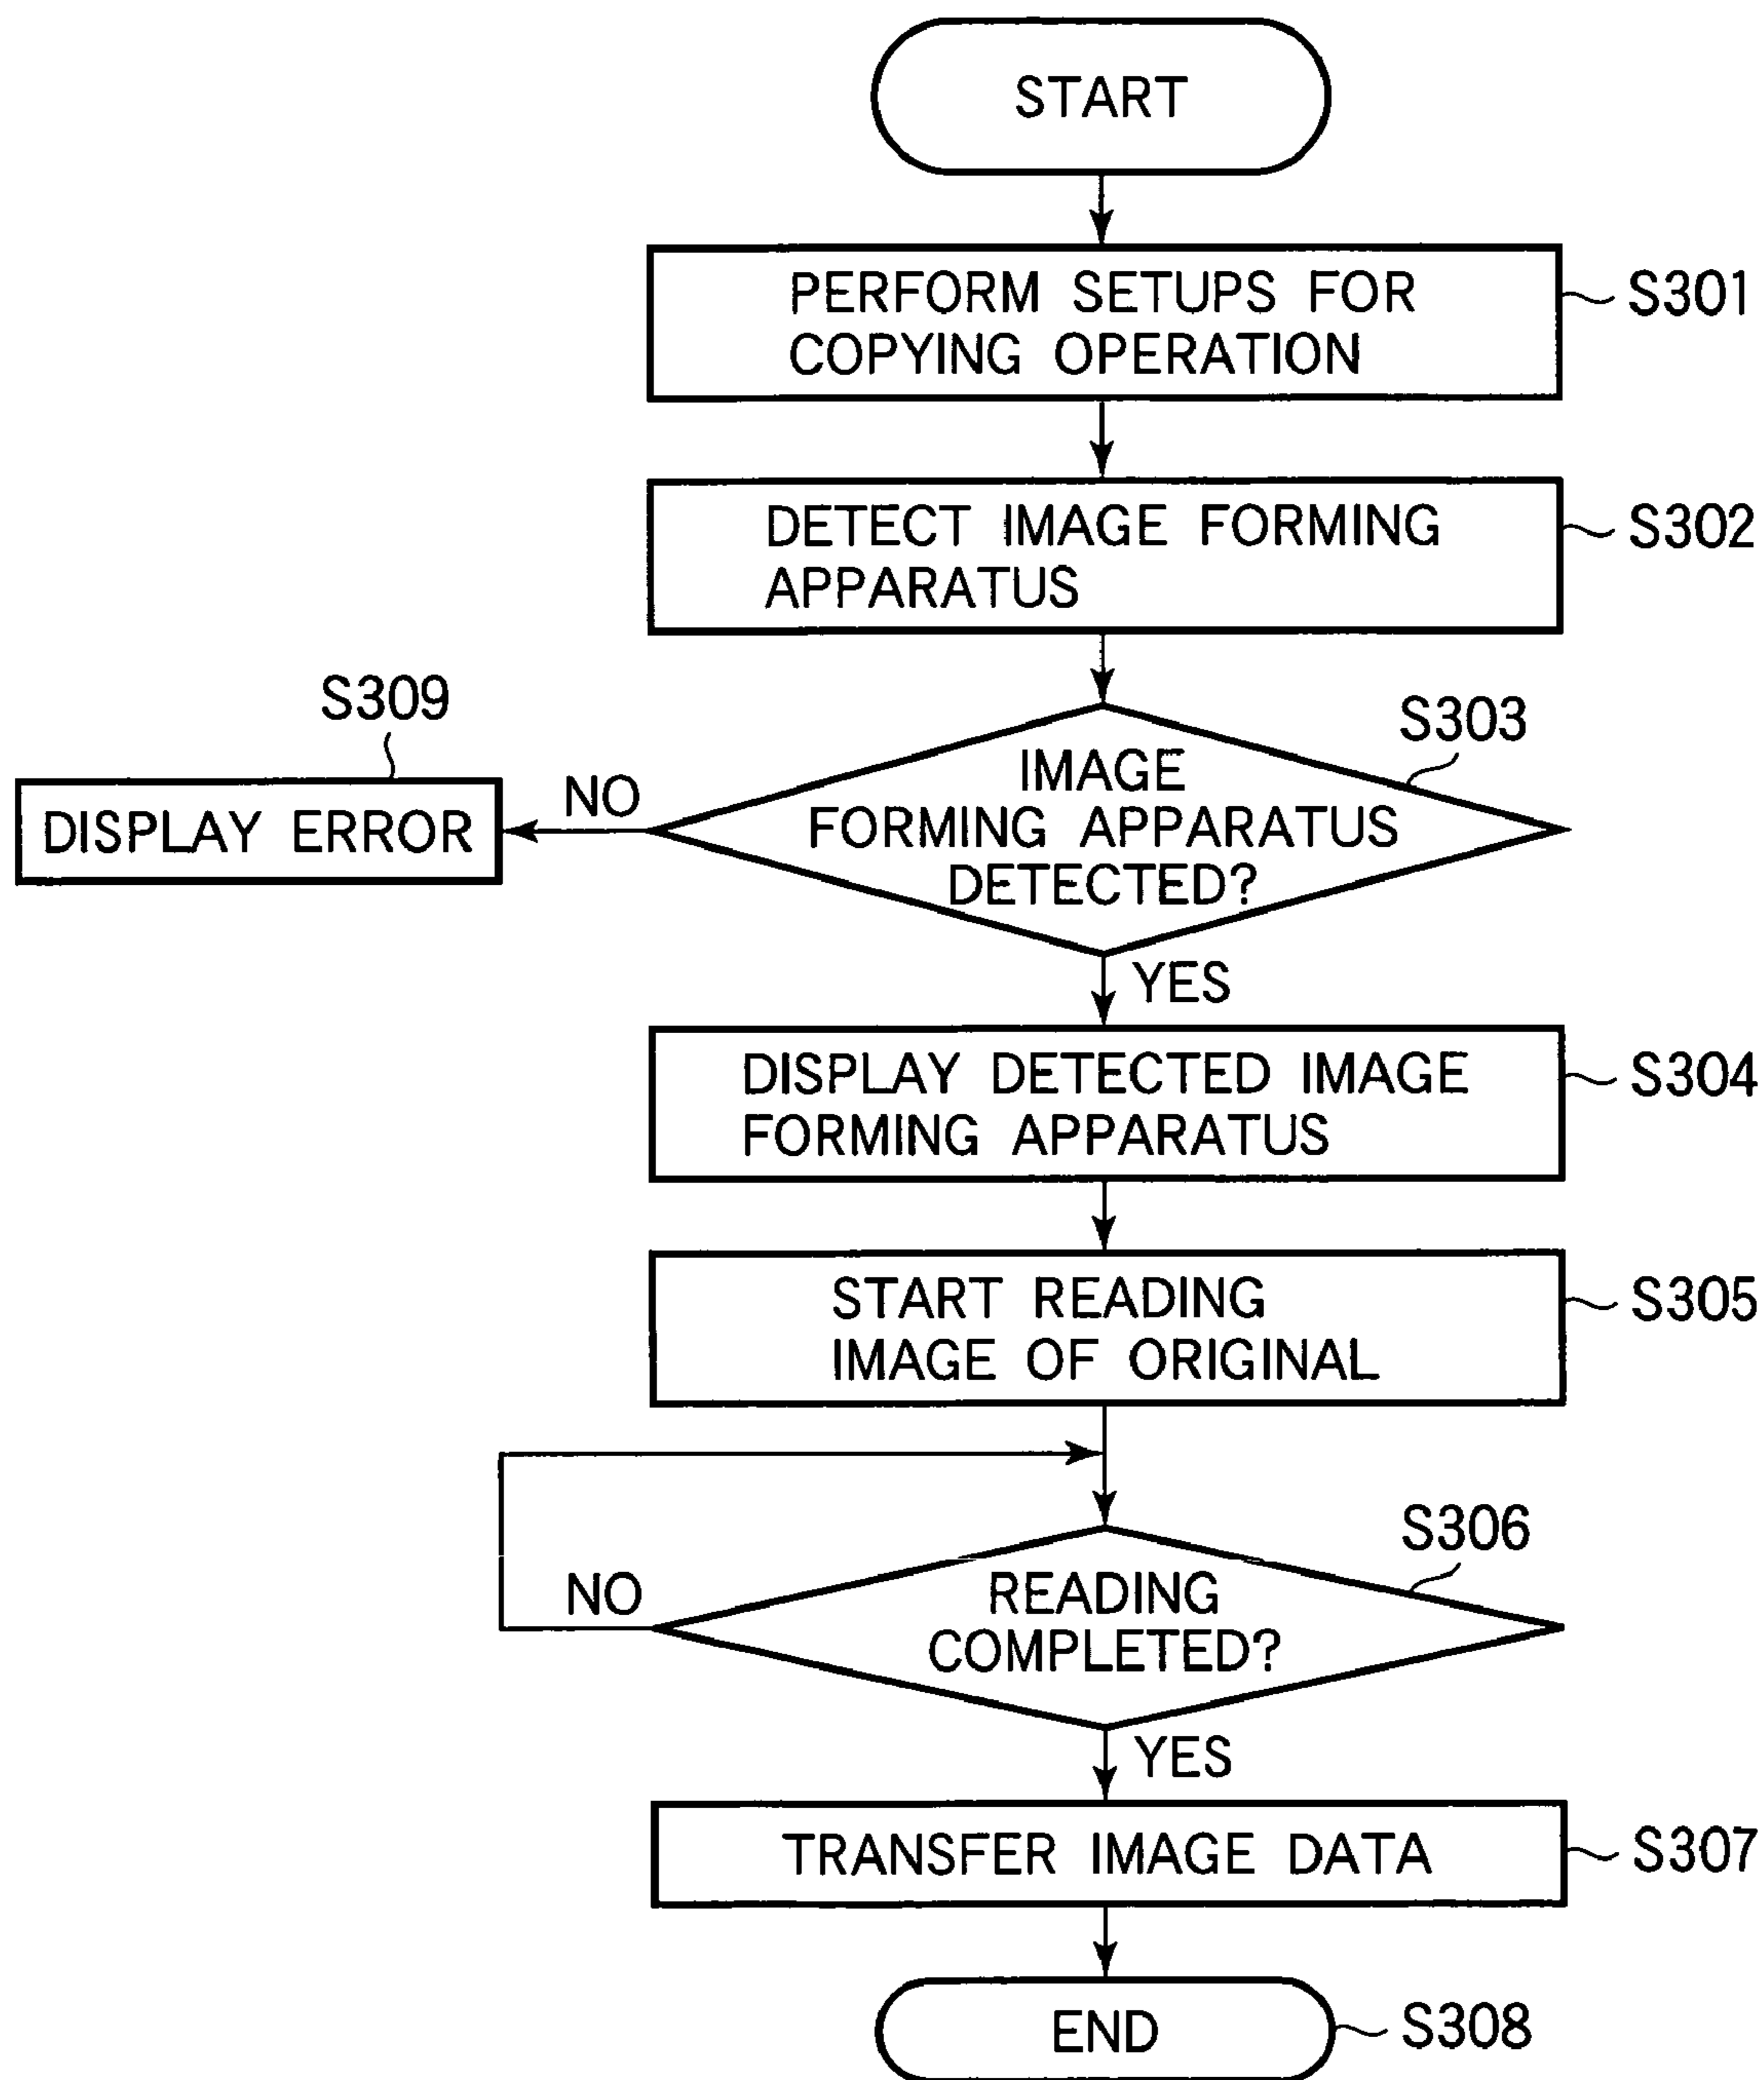 START
PERFORM SETUPS FOR
COPYING OPERATION
S301
DETECT IMAGE FORMING
APPARATUS
S302
S309
DISPLAY ERROR
NO
S303
IMAGE
FORMING APPARATUS
DETECTED?
YES
DISPLAY DETECTED IMAGE
FORMING APPARATUS
S304
START READING
IMAGE OF ORIGINAL
S305
S306
NO
READING
COMPLETED?
YES
TRANSFER IMAGE DATA
S307
END
S308